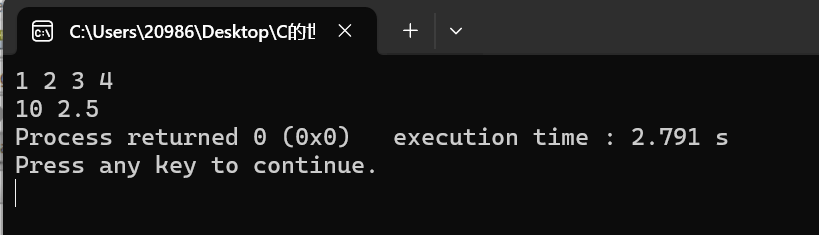 C:\Users\20986\Desktop\C的
1 2 3 4
10 2.5
Process returned 0 (0x0)   execution time : 2.791 s
Press any key to continue.